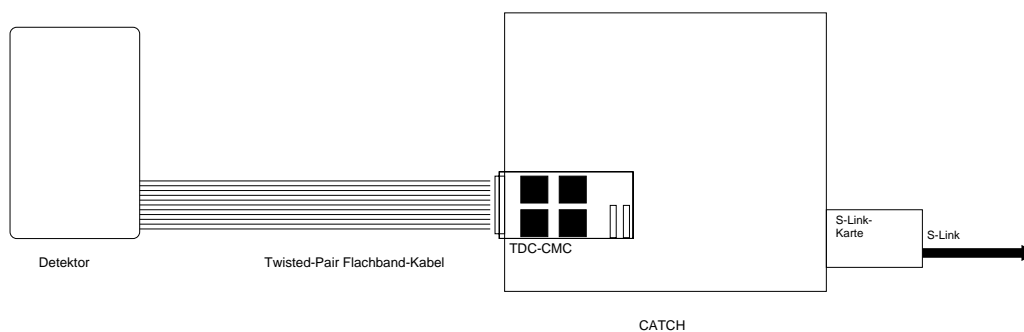 TDC-CMC
S-Link-
Karte
S-Link
Detektor
Twisted-Pair Flachband-Kabel
CATCH